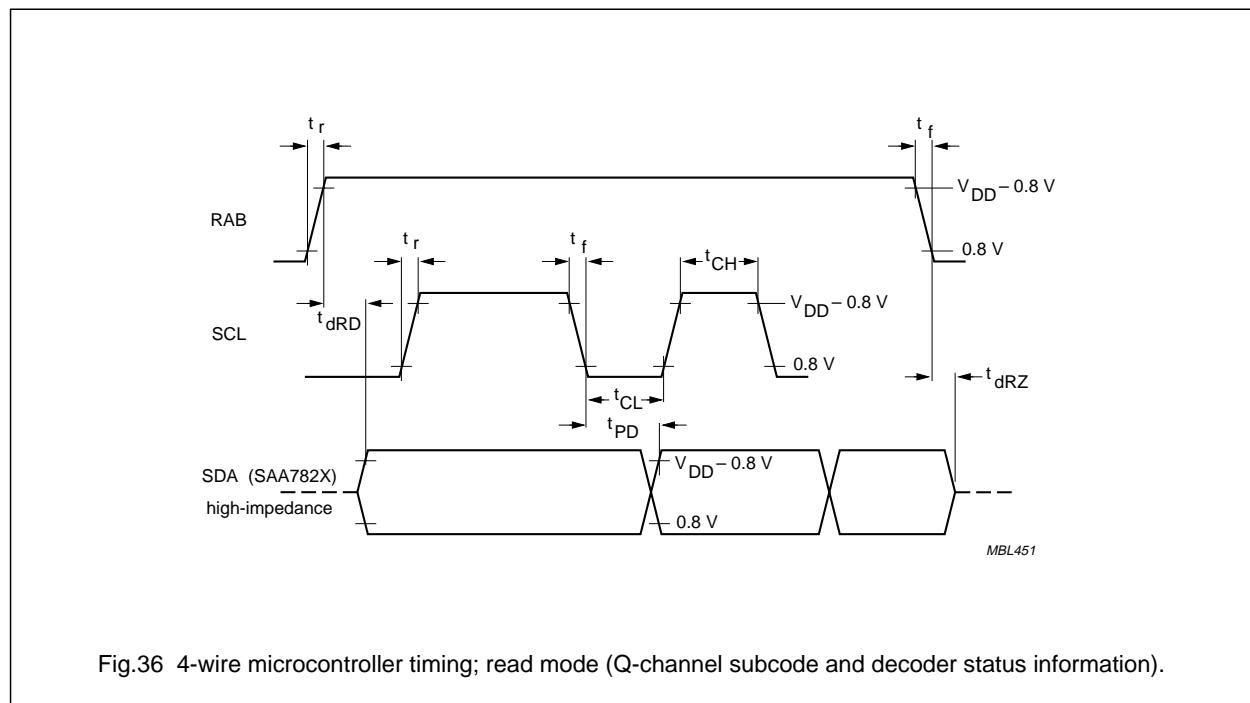 t r
t f
V DD – 0.8 V
RAB
0.8 V
t r
t f
t CH
V DD – 0.8 V
t dRD
SCL
0.8 V
t dRZ
t CL
t PD
V DD – 0.8 V
SDA (SAA782X)
high-impedance
0.8 V
MBL451
Fig.36 4-wire microcontroller timing; read mode (Q-channel subcode and decoder status information).